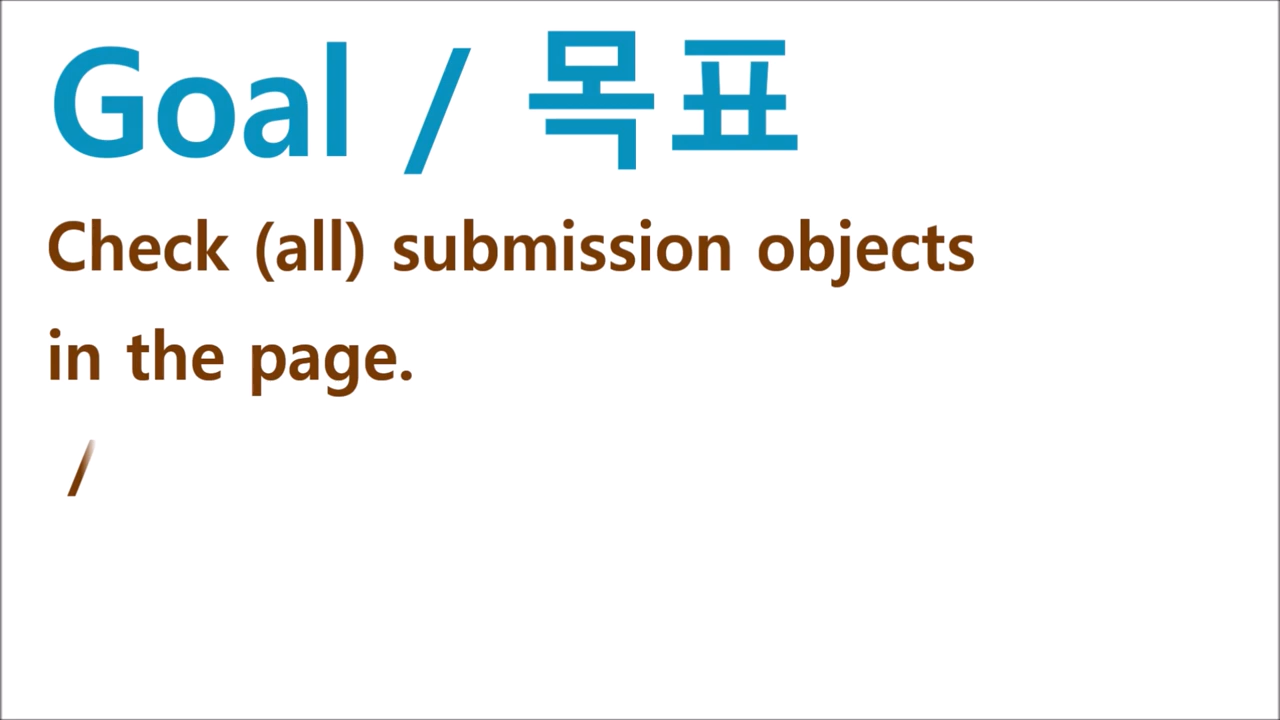 Goal / 목표
Check (all) submission objects
in the page.
/